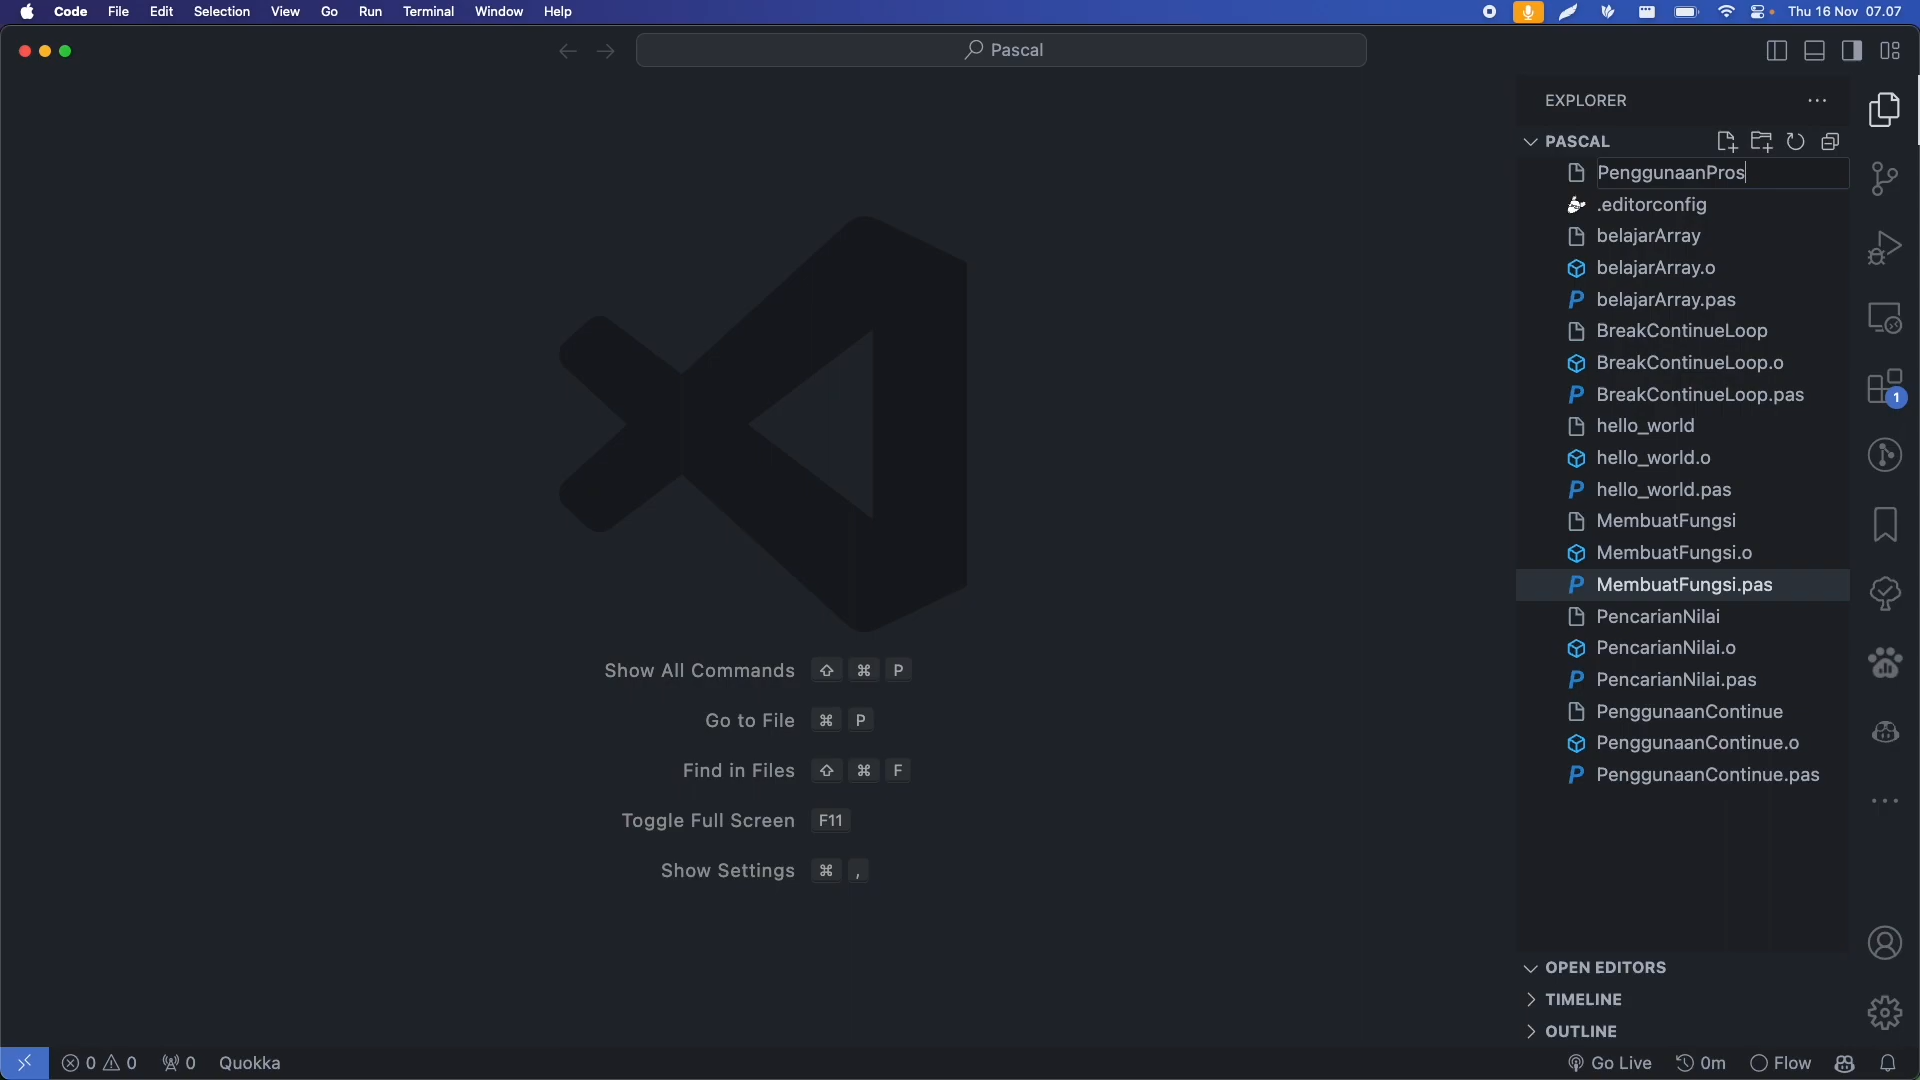 Code File Edit Selection View Go Run Terminal Window Help Thu 16 Nov 07.07
Pascal
EXPLORER
PASCAL
PenggunaanPros
.editorconfig
belajarArray
belajarArray.o
P belajarArray.pas
BreakContinueLoop
BreakContinueLoop.o
P BreakContinueLoop.pas
hello_world
hello_world.o
P hello_world.pas
MembuatFungsi
MembuatFungsi.o
P MembuatFungsi.pas
PencarianNilai
PencarianNilai.o
P PencarianNilai.pas
PenggunaanContinue
PenggunaanContinue.o
P PenggunaanContinue.pas
1
Show All Commands ⇧ ⌘ P
Go to File ⌘ P
Find in Files ⇧ ⌘ F
Toggle Full Screen F11
Show Settings ⌘ ,
OPEN EDITORS
TIMELINE
OUTLINE
0 0 0 Quokka Go Live 0m Flow